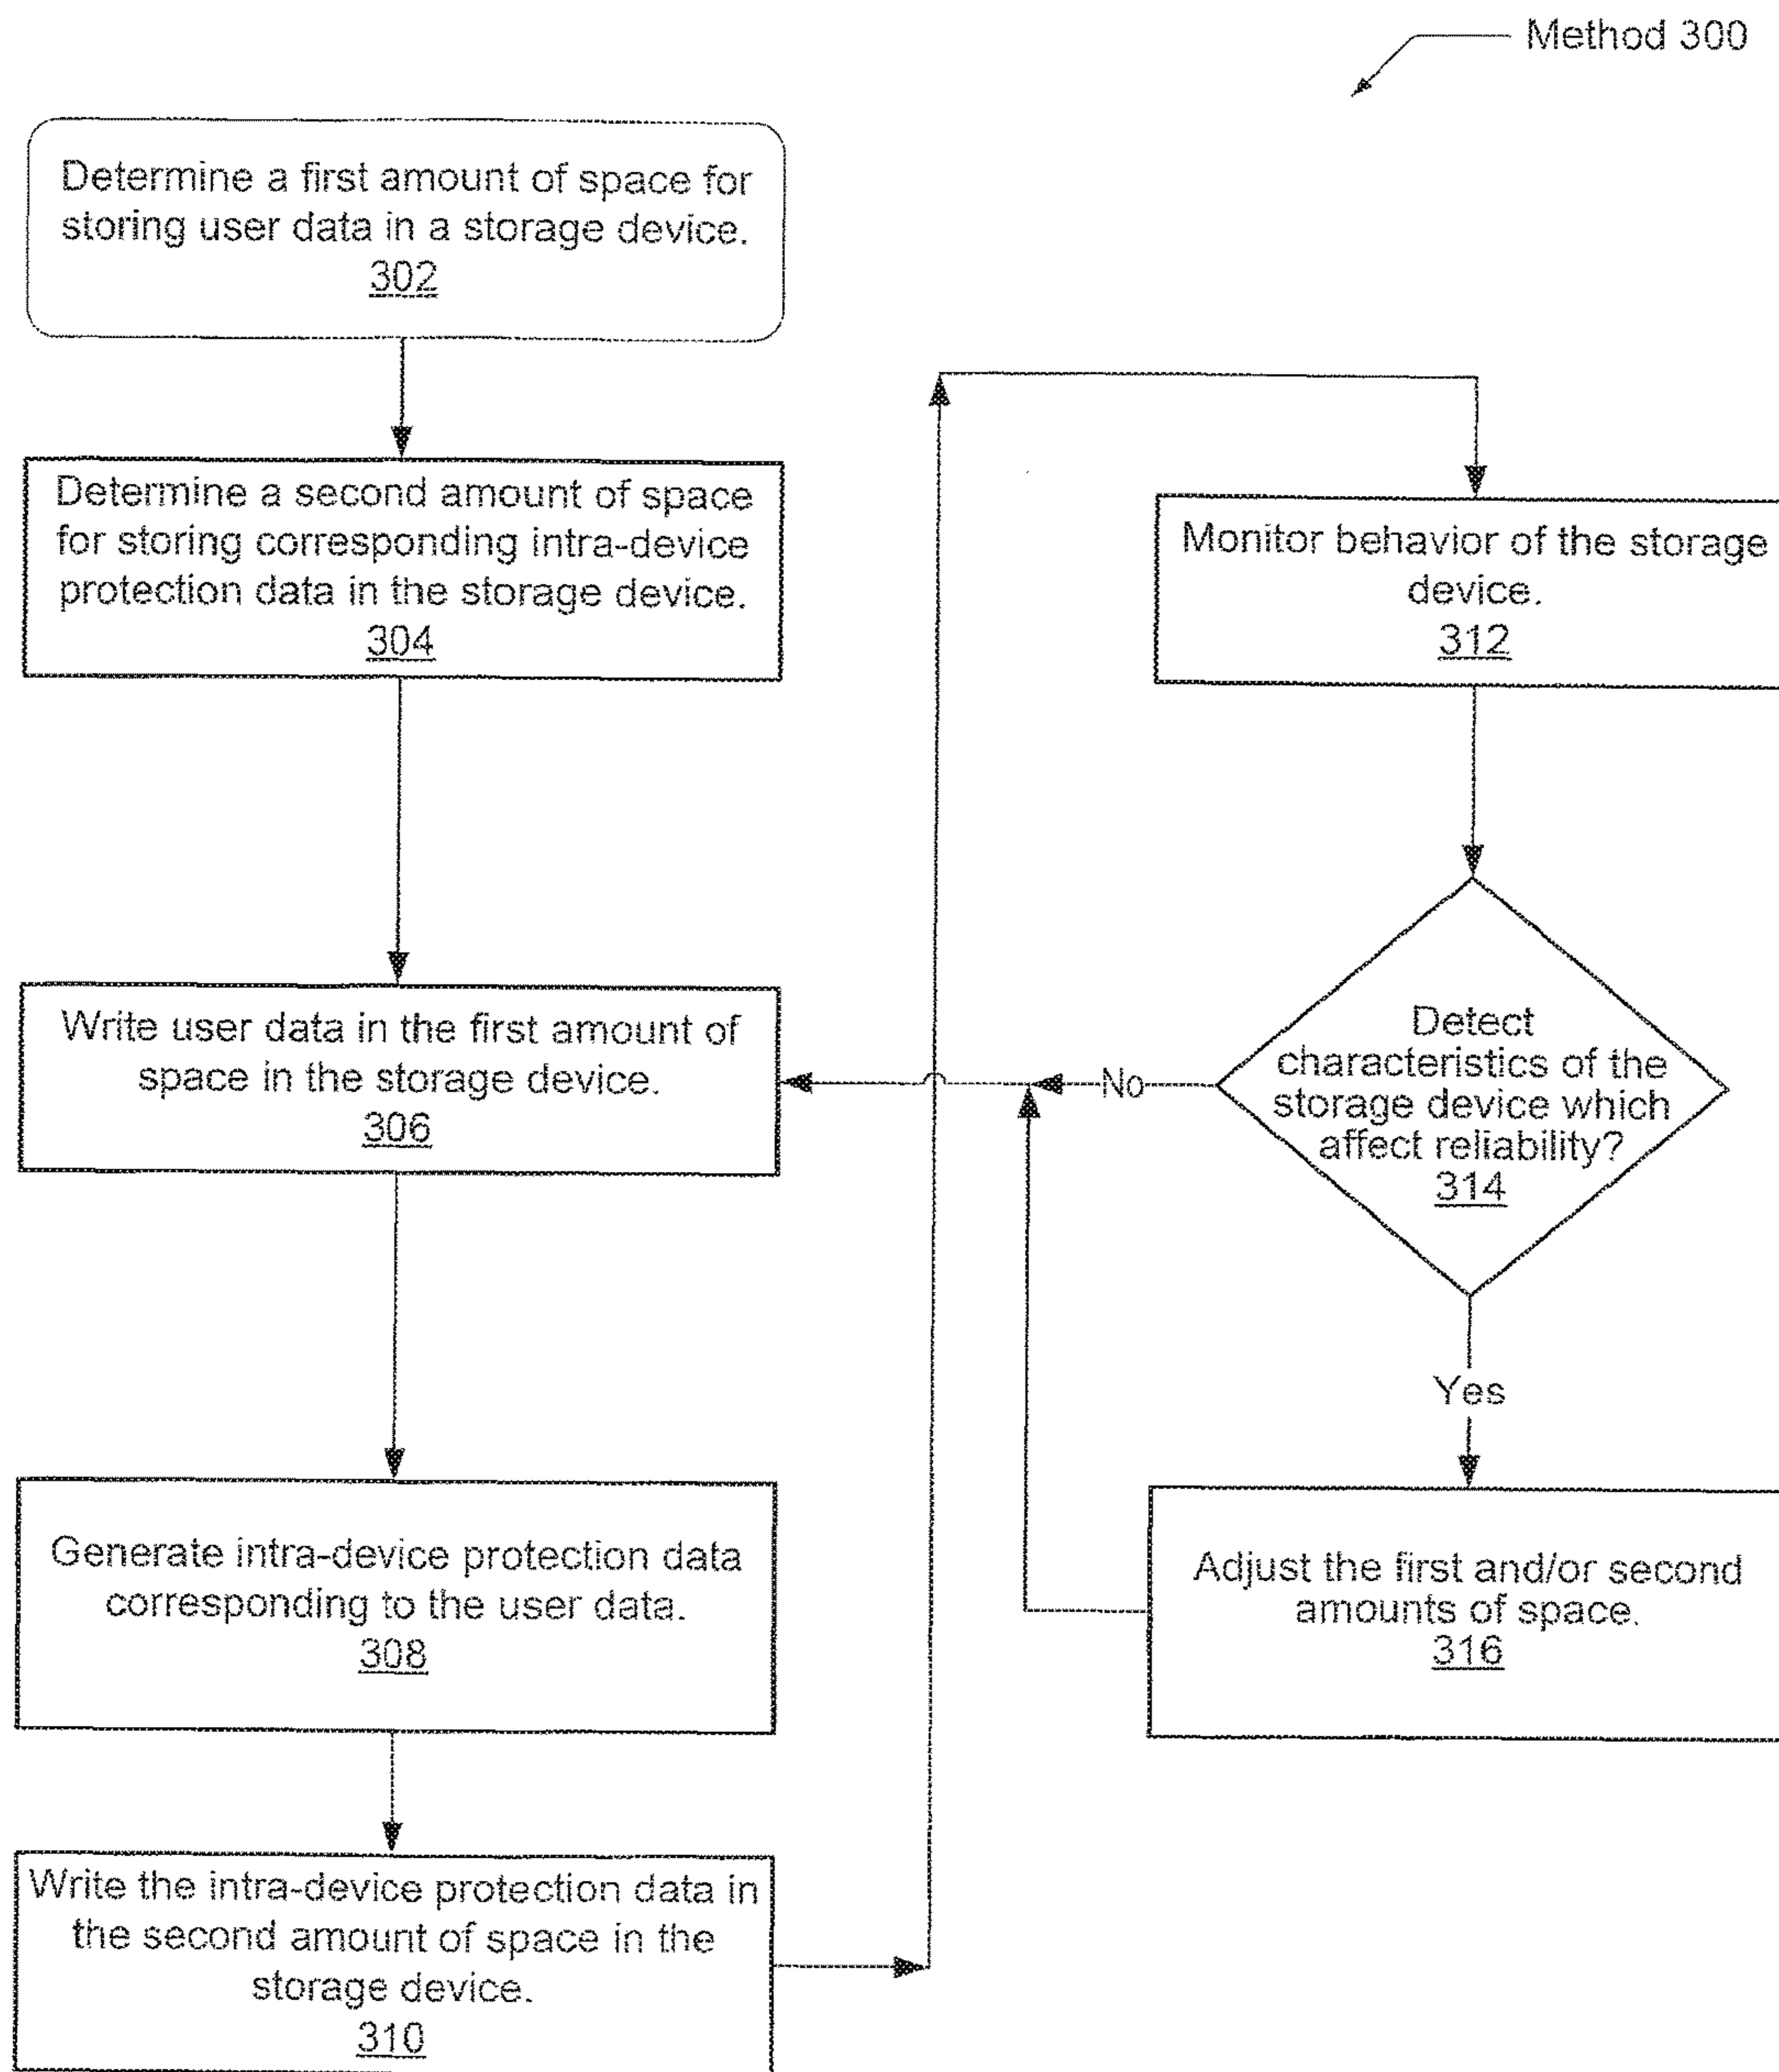 Method 300
Determine a first amount of space for
storing user data in a storage device.
302
Determine a second amount of space
for storing corresponding intra-device
protection data in the storage device.
304
Write user data in the first amount of
space in the storage device.
306
Generate intra-device protection data
corresponding to the user data.
308
Write the intra-device protection data in
the second amount of space in the
storage device.
310
Monitor behavior of the storage
device.
312
Detect
characteristics of the
storage device which
affect reliability?
314
No
Yes
Adjust the first and/or second
amounts of space.
316